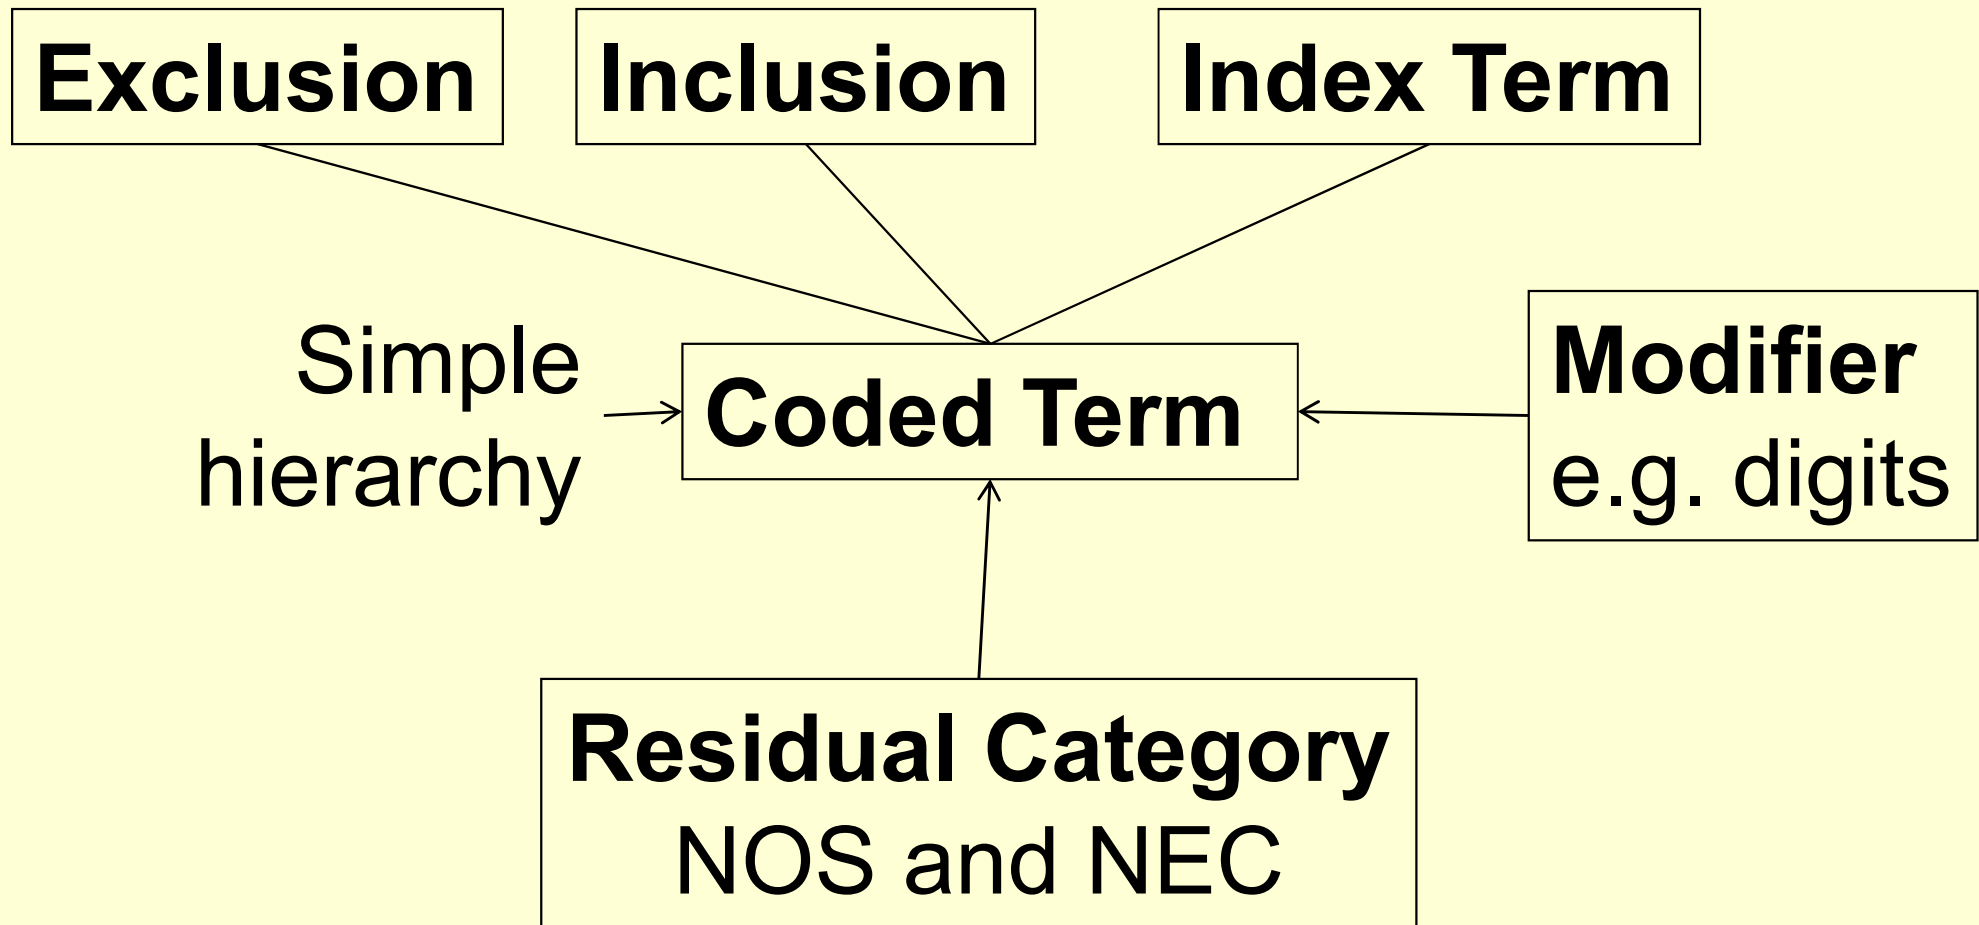 Exclusion
Inclusion
Index Term
Simple
hierarchy
Coded Term
Modifier
e.g. digits
Residual Category
NOS and NEC